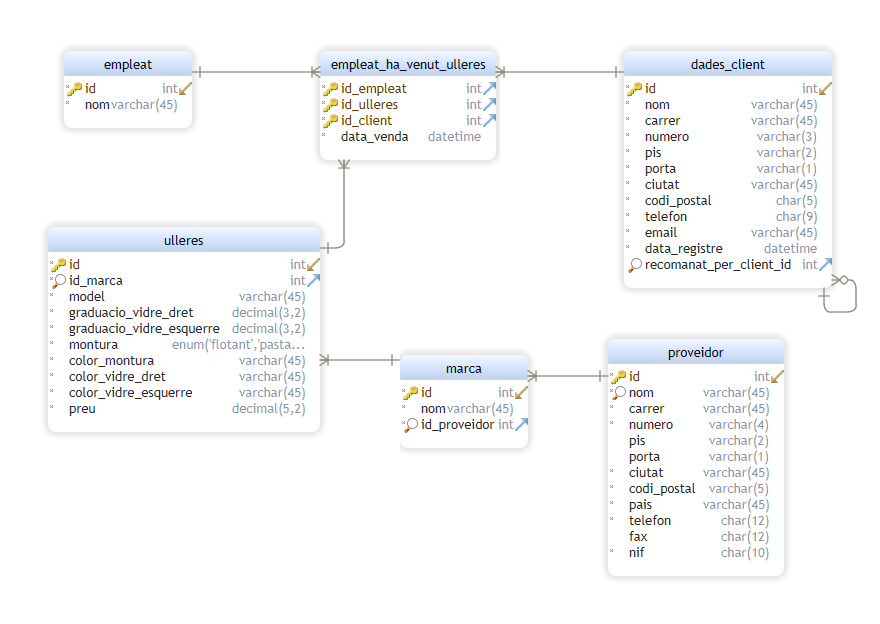 empleat
id int
nom varchar(45)
empleat_ha_venut_ulleres
id_empleat int
id_ulleres int
id_client int
data_venda datetime
dades_client
id int
nom varchar(45)
carrer varchar(45)
numero varchar(3)
pis varchar(2)
porta varchar(1)
ciutat varchar(45)
codi_postal char(5)
telefon char(9)
email varchar(45)
data_registre datetime
recomanat_per_client_id int
ulleres
id int
id_marca int
model varchar(45)
graduacio_vidre_dret decimal(3,2)
graduacio_vidre_esquerre decimal(3,2)
montura enum('flotant','pasta...
color_montura varchar(45)
color_vidre_dret varchar(45)
color_vidre_esquerre varchar(45)
preu decimal(5,2)
marca
id int
nom varchar(45)
id_proveidor int
proveidor
id int
nom varchar(45)
carrer varchar(45)
numero varchar(4)
pis varchar(2)
porta varchar(1)
ciutat varchar(45)
codi_postal varchar(5)
pais varchar(45)
telefon char(12)
fax char(12)
nif char(10)